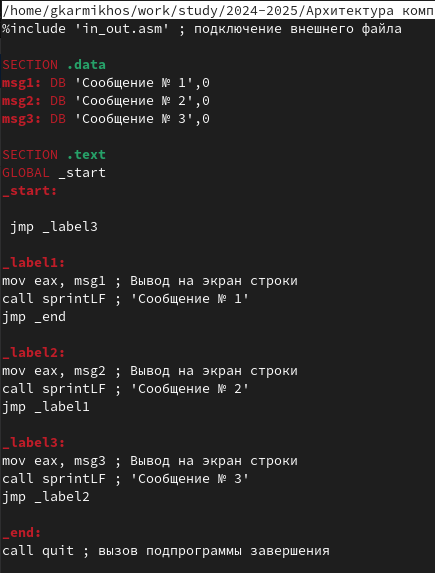 /home/gkarmikhos/work/study/2024-2025/Архитектура комп
%include 'in_out.asm' ; подключение внешнего файла
SECTION .data
msg1: DB 'Сообщение № 1',0
msg2: DB 'Сообщение № 2',0
msg3: DB 'Сообщение № 3',0
SECTION .text
GLOBAL _start
_start:
jmp _label3
_label1:
mov eax, msg1 ; Вывод на экран строки
call sprintLF ; 'Сообщение № 1'
jmp _end
_label2:
mov eax, msg2 ; Вывод на экран строки
call sprintLF ; 'Сообщение № 2'
jmp _label1
_label3:
mov eax, msg3 ; Вывод на экран строки
call sprintLF ; 'Сообщение № 3'
jmp _label2
_end:
call quit ; вызов подпрограммы завершения